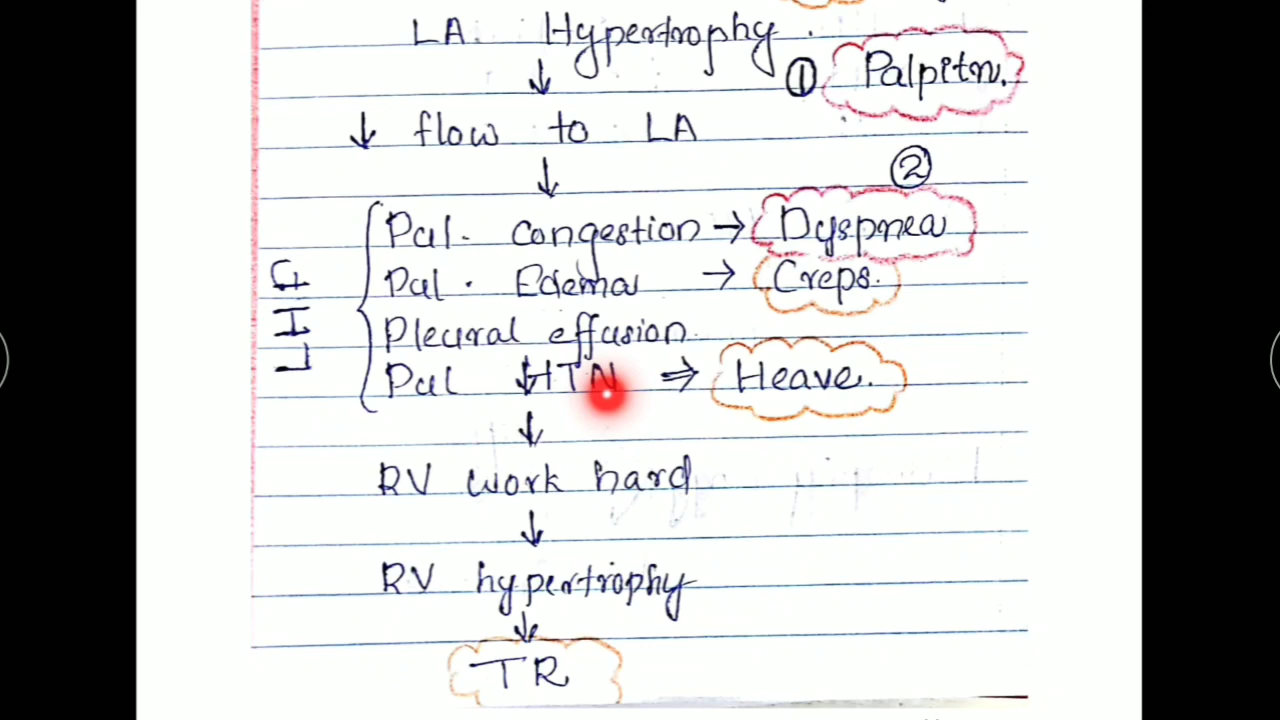 LA. Hypertrophy.
① Palpitn.
↓
↓ flow to LA
↓
②
Pul. Congestion → Dyspnea
Pul. Edema → Creps.
LHF
Pleural effusion.
Pul HTN ⇒ Heave.
↓
RV work hard
↓
RV hypertrophy
↓
TR